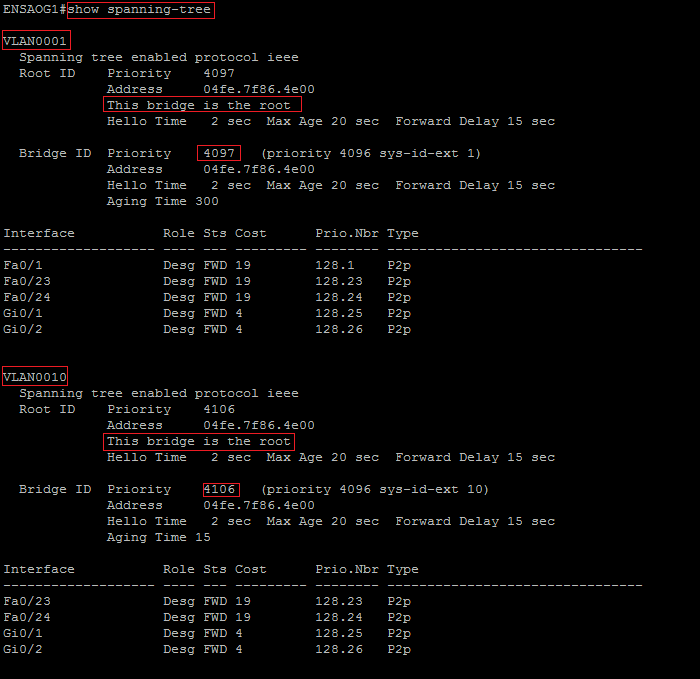 ENSAOG1#show spanning-tree
VLAN0001
Spanning tree enabled protocol ieee
Root ID Priority 4097
Address 04fe.7f86.4e00
This bridge is the root
Hello Time 2 sec Max Age 20 sec Forward Delay 15 sec
Bridge ID Priority 4097 (priority 4096 sys-id-ext 1)
Address 04fe.7f86.4e00
Hello Time 2 sec Max Age 20 sec Forward Delay 15 sec
Aging Time 300
Interface Role Sts Cost Prio.Nbr Type
------------------- ---- --- --------- -------- --------------------------------
Fa0/1 Desg FWD 19 128.1 P2p
Fa0/23 Desg FWD 19 128.23 P2p
Fa0/24 Desg FWD 19 128.24 P2p
Gi0/1 Desg FWD 4 128.25 P2p
Gi0/2 Desg FWD 4 128.26 P2p
VLAN0010
Spanning tree enabled protocol ieee
Root ID Priority 4106
Address 04fe.7f86.4e00
This bridge is the root
Hello Time 2 sec Max Age 20 sec Forward Delay 15 sec
Bridge ID Priority 4106 (priority 4096 sys-id-ext 10)
Address 04fe.7f86.4e00
Hello Time 2 sec Max Age 20 sec Forward Delay 15 sec
Aging Time 15
Interface Role Sts Cost Prio.Nbr Type
------------------- ---- --- --------- -------- --------------------------------
Fa0/23 Desg FWD 19 128.23 P2p
Fa0/24 Desg FWD 19 128.24 P2p
Gi0/1 Desg FWD 4 128.25 P2p
Gi0/2 Desg FWD 4 128.26 P2p